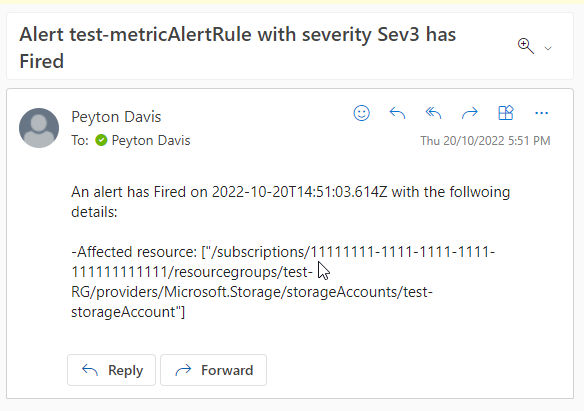 Alert test-metricAlertRule with severity Sev3 has
Fired
Peyton Davis
To: Peyton Davis
Thu 20/10/2022 5:51 PM
An alert has Fired on 2022-10-20T14:51:03.614Z with the follwoing
details:
-Affected resource: ["/subscriptions/11111111-1111-1111-1111-
111111111111/resourcegroups/test-
RG/providers/Microsoft.Storage/storageAccounts/test-
storageAccount"]
Reply
Forward